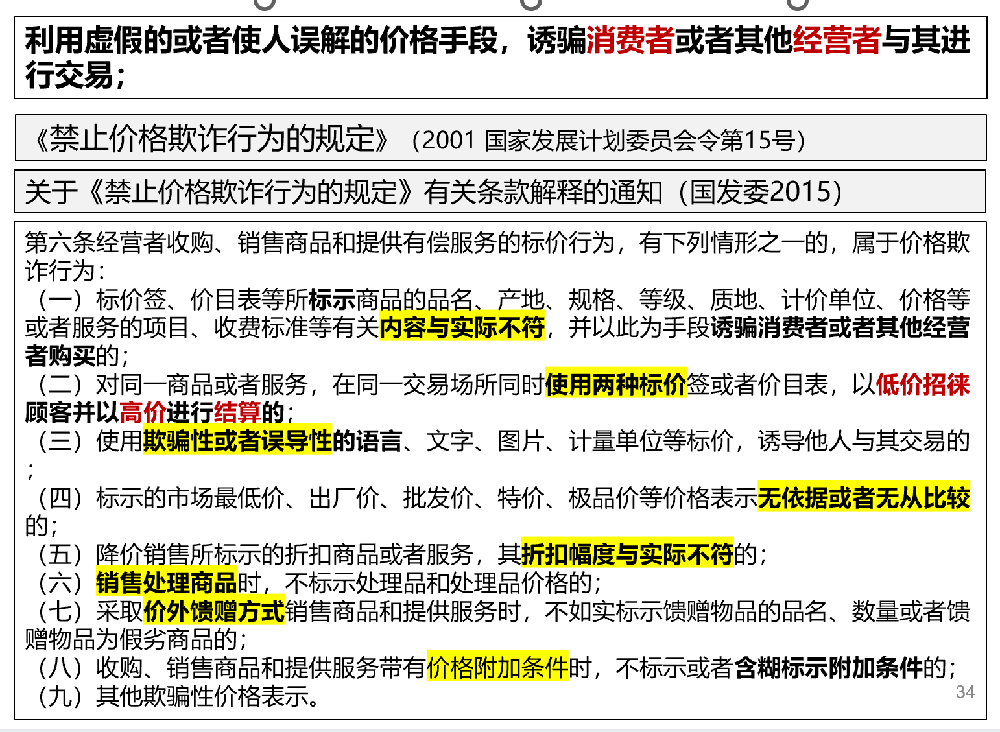 利用虚假的或者使人误解的价格手段，诱骗消费者或者其他经营者与其进
行交易；
《禁止价格欺诈行为的规定》（2001 国家发展计划委员会令第15号）
关于《禁止价格欺诈行为的规定》有关条款解释的通知（国发委2015）
第六条经营者收购、销售商品和提供有偿服务的标价行为，有下列情形之一的，属于价格欺
诈行为：
（一）标价签、价目表等所标示商品的品名、产地、规格、等级、质地、计价单位、价格等
或者服务的项目、收费标准等有关内容与实际不符，并以此为手段诱骗消费者或者其他经营
者购买的；
（二）对同一商品或者服务，在同一交易场所同时使用两种标价签或者价目表，以低价招徕
顾客并以高价进行结算的；
（三）使用欺骗性或者误导性的语言、文字、图片、计量单位等标价，诱导他人与其交易的
；
（四）标示的市场最低价、出厂价、批发价、特价、极品价等价格表示无依据或者无从比较
的；
（五）降价销售所标示的折扣商品或者服务，其折扣幅度与实际不符的；
（六）销售处理商品时，不标示处理品和处理品价格的；
（七）采取价外馈赠方式销售商品和提供服务时，不如实标示馈赠物品的品名、数量或者馈
赠物品为假劣商品的；
（八）收购、销售商品和提供服务带有价格附加条件时，不标示或者含糊标示附加条件的；
（九）其他欺骗性价格表示。
34